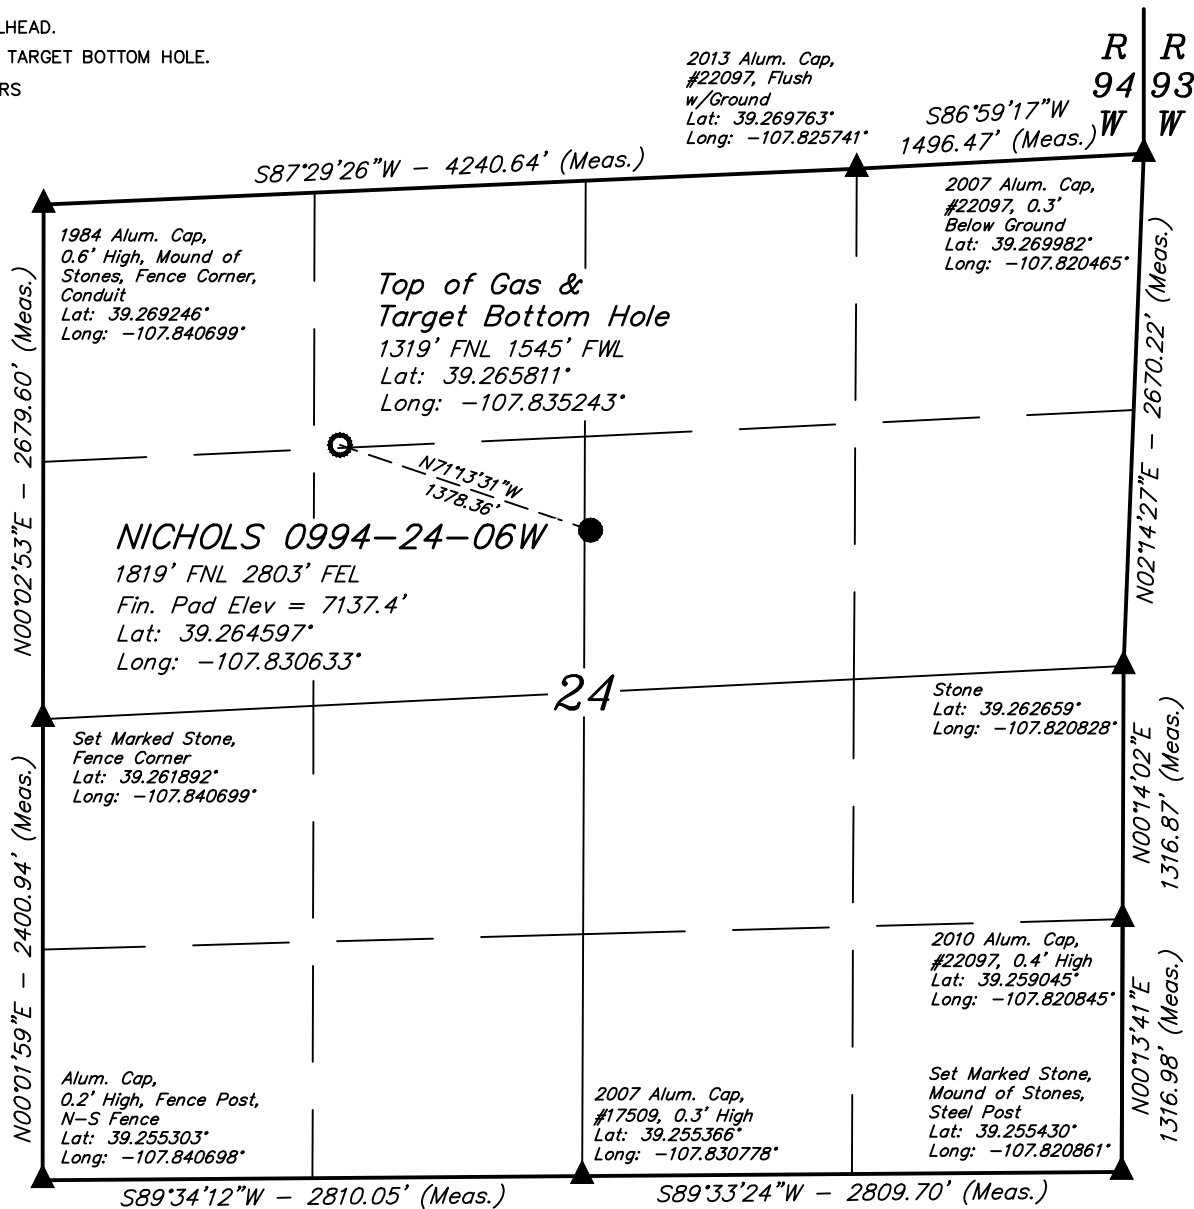 LHEAD.
TARGET BOTTOM HOLE.
RS
2013 Alum. Cap,
#22097, Flush
w/Ground
Lat: 39.269763°
Long: -107.825741°
R R
94 93
W W
S86°59'17"W
1496.47' (Meas.)
S87°29'26"W - 4240.64' (Meas.)
2007 Alum. Cap,
#22097, 0.3'
Below Ground
Lat: 39.269982°
Long: -107.820465°
1984 Alum. Cap,
0.6' High, Mound of
Stones, Fence Corner,
Conduit
Lat: 39.269246°
Long: -107.840699°
Top of Gas &
Target Bottom Hole
1319' FNL 1545' FWL
Lat: 39.265811°
Long: -107.835243°
N00°02'53"E - 2679.60' (Meas.)
N02°14'27"E - 2670.22' (Meas.)
N71°13'31"W
1378.36'
NICHOLS 0994-24-06W
1819' FNL 2803' FEL
Fin. Pad Elev = 7137.4'
Lat: 39.264597°
Long: -107.830633°
24
Stone
Lat: 39.262659°
Long: -107.820828°
Set Marked Stone,
Fence Corner
Lat: 39.261892°
Long: -107.840699°
N00°14'02"E
1316.87' (Meas.)
N00°01'59"E - 2400.94' (Meas.)
2010 Alum. Cap,
#22097, 0.4' High
Lat: 39.259045°
Long: -107.820845°
N00°13'41"E
1316.98' (Meas.)
Alum. Cap,
0.2' High, Fence Post,
N-S Fence
Lat: 39.255303°
Long: -107.840698°
2007 Alum. Cap,
#17509, 0.3' High
Lat: 39.255366°
Long: -107.830778°
Set Marked Stone,
Mound of Stones,
Steel Post
Lat: 39.255430°
Long: -107.820861°
S89°34'12"W - 2810.05' (Meas.)
S89°33'24"W - 2809.70' (Meas.)